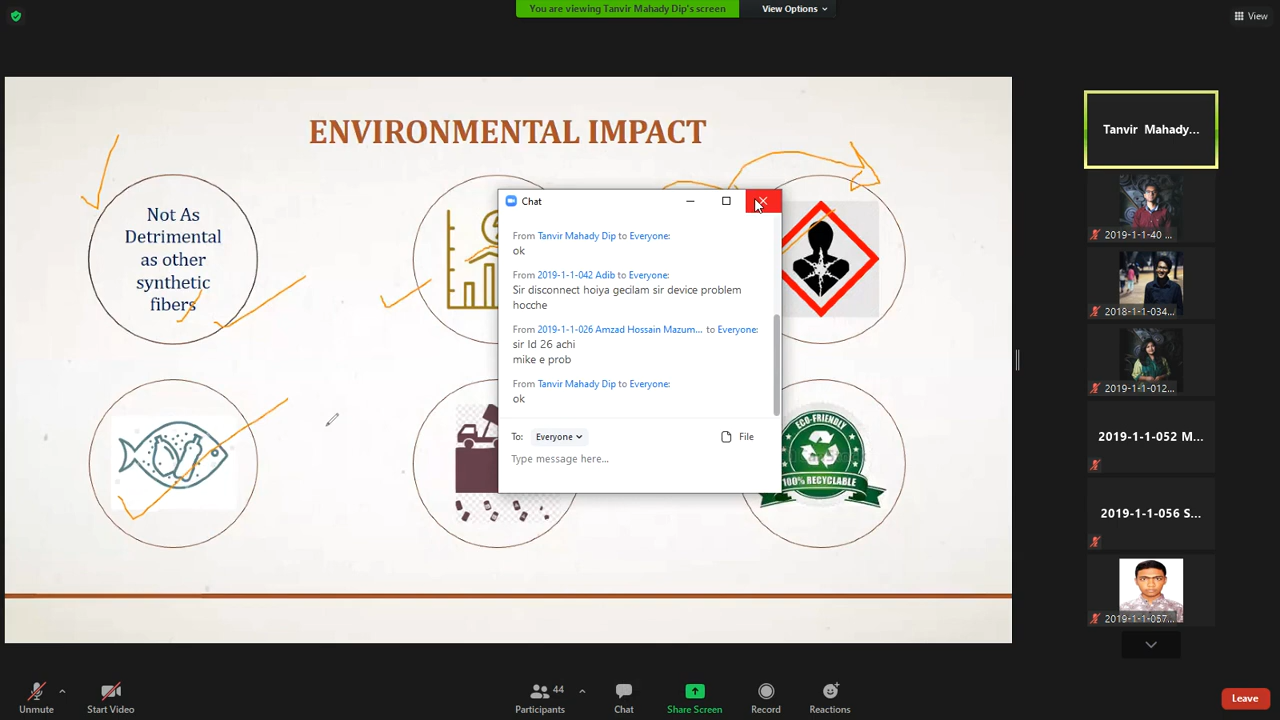 You are viewing Tanvir Mahady Dip's screen
View Options
View
ENVIRONMENTAL IMPACT
Not As
Detrimental
as other
synthetic
fibers
Chat
From Tanvir Mahady Dip to Everyone:
ok
From 2019-1-1-042 Adib to Everyone:
Sir disconnect hoiya gecilam sir device problem
hocche
From 2019-1-1-026 Amzad Hossain Mazum... to Everyone:
sir Id 26 achi
mike e prob
From Tanvir Mahady Dip to Everyone:
ok
To: Everyone
File
Type message here...
ECO-FRIENDLY
100% RECYCLABLE
Tanvir Mahady...
2019-1-1-40 ...
2018-1-1-034...
2019-1-1-012...
2019-1-1-052 M...
2019-1-1-056 S...
2019-1-1-057...
Unmute
Start Video
44
Participants
Chat
Share Screen
Record
Reactions
Leave